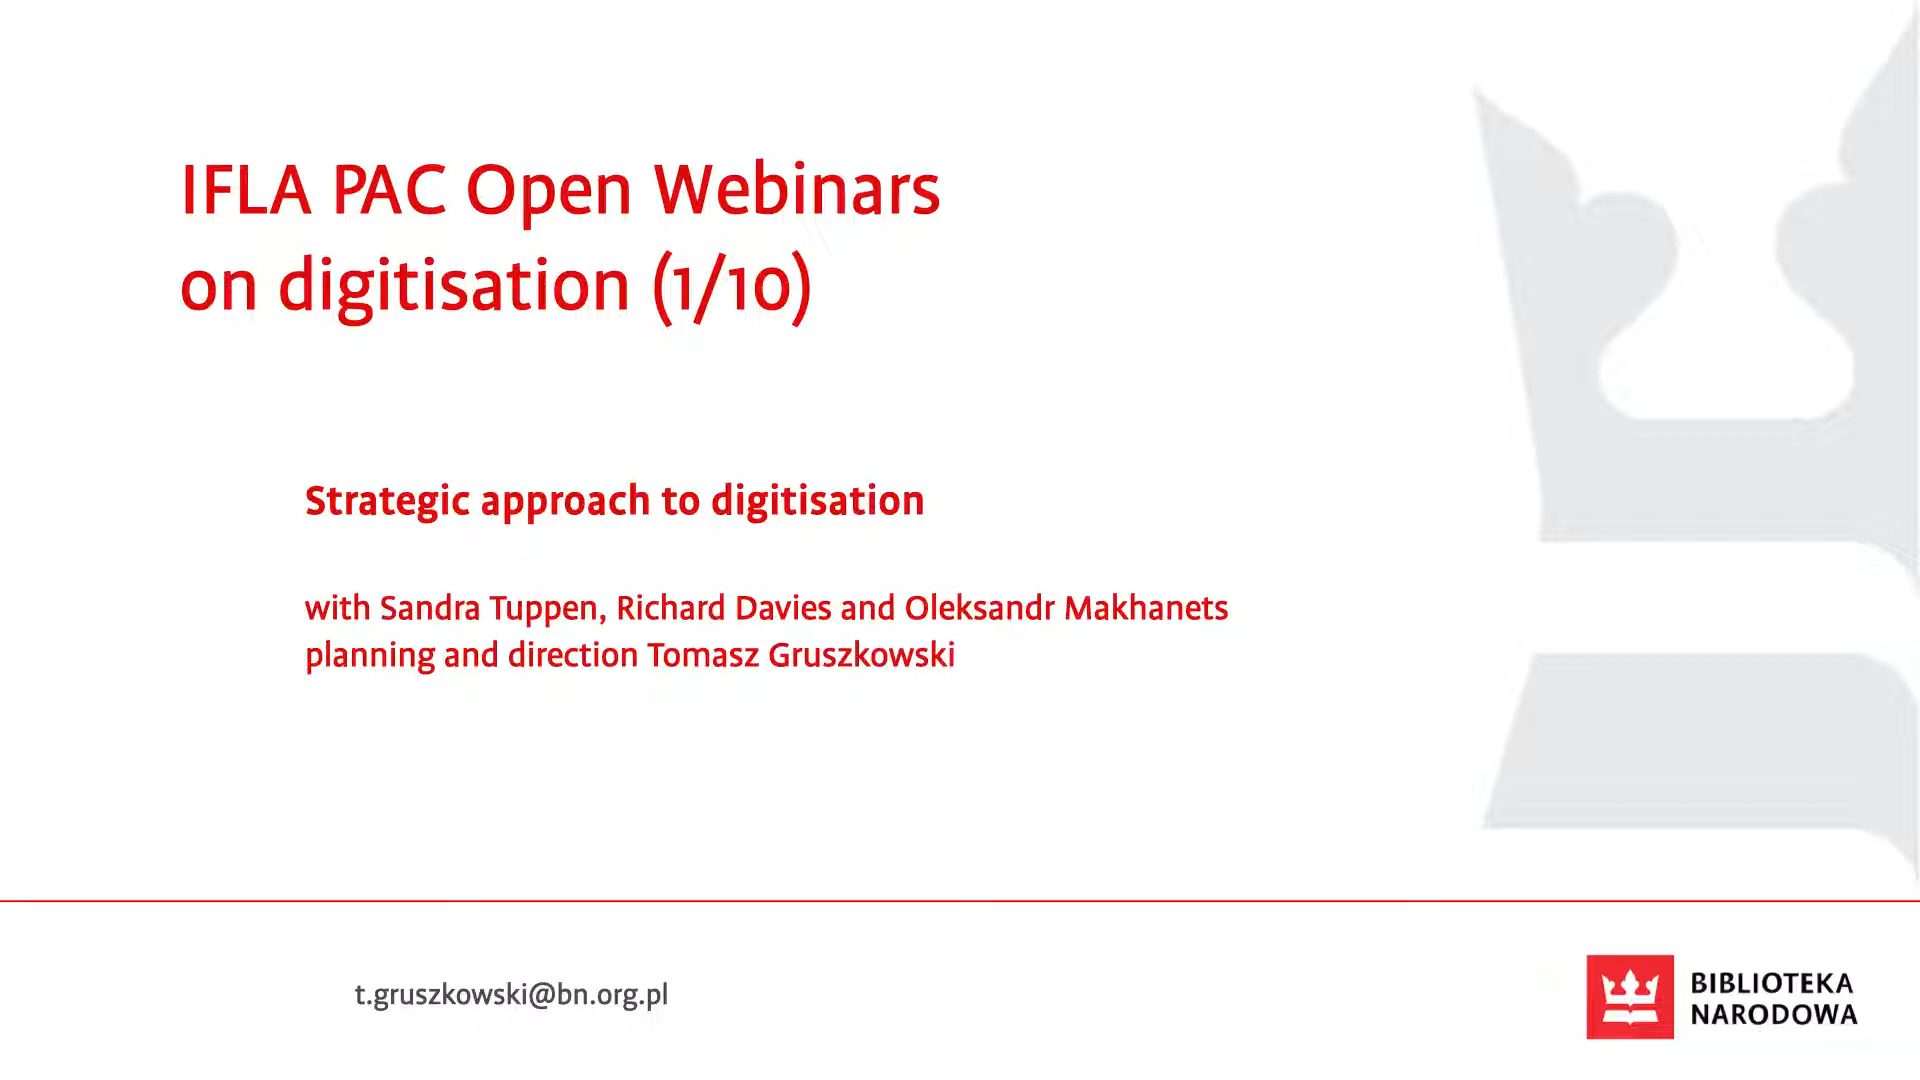 IFLA PAC Open Webinars
on digitisation (1/10)
Strategic approach to digitisation
with Sandra Tuppen, Richard Davies and Oleksandr Makhanets
planning and direction Tomasz Gruszkowski
t.gruszkowski@bn.org.pl
BIBLIOTEKA
NARODOWA